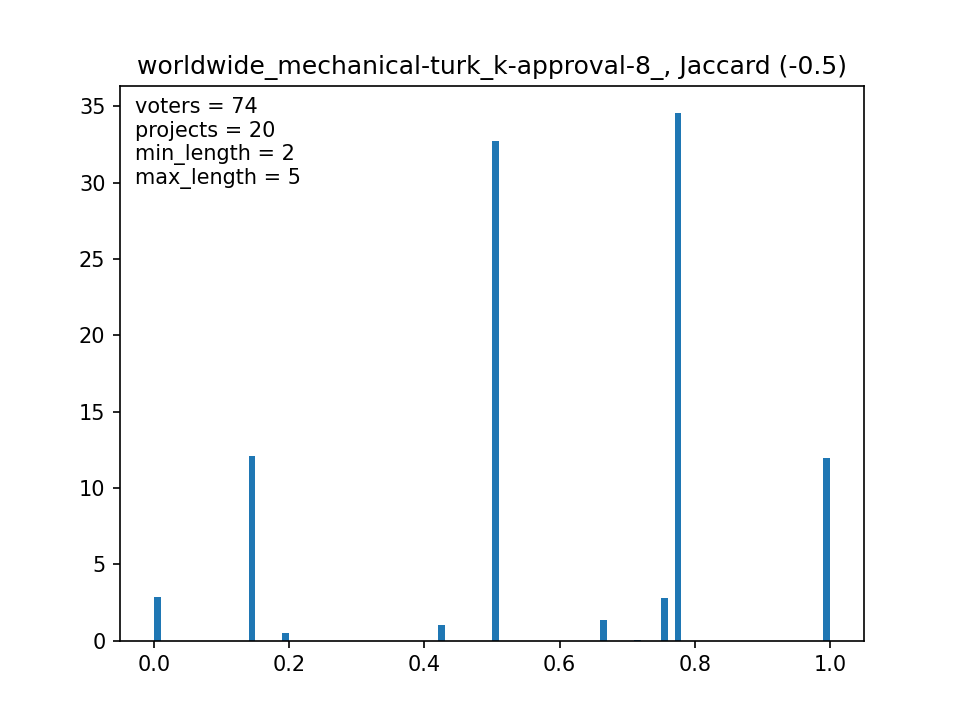 worldwide_mechanical-turk_k-approval-8_, Jaccard (-0.5)
voters = 74
projects = 20
min_length = 2
max_length = 5
35
30
25
20
15
10
5
0
0.0 0.2 0.4 0.6 0.8 1.0